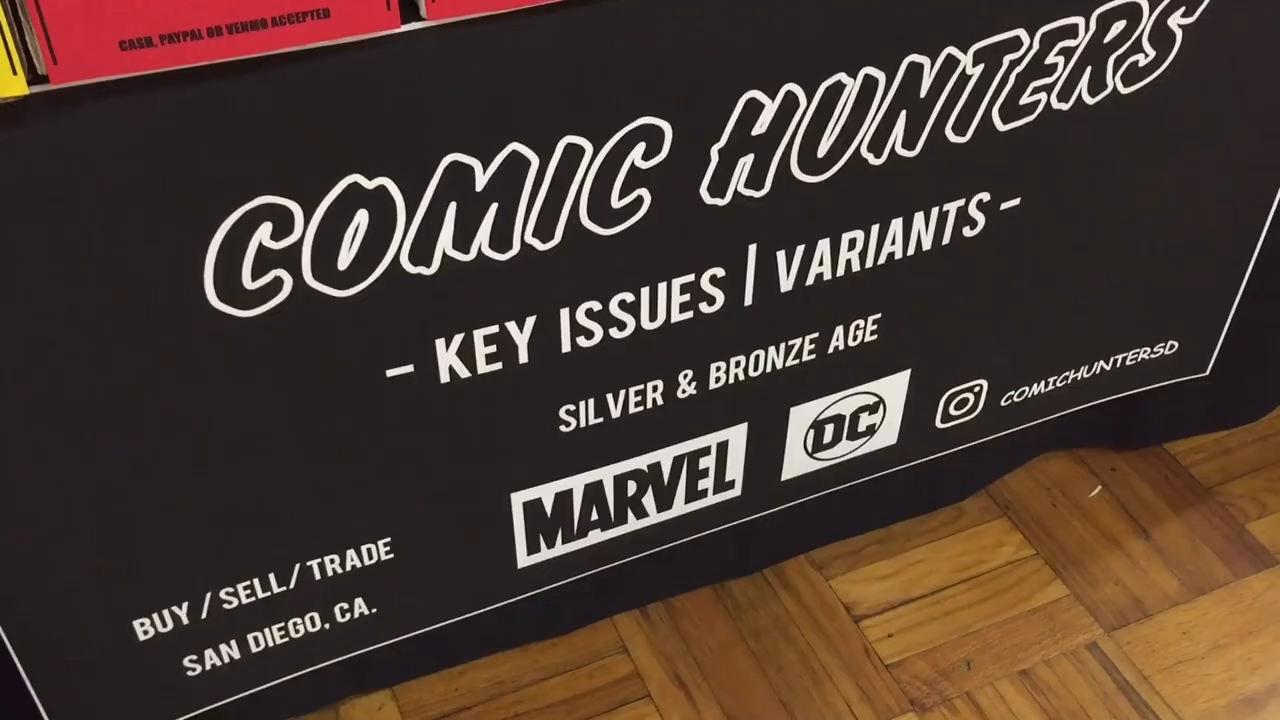 CASH, PAYPAL OR VENMO ACCEPTED
COMIC HUNTERS
- KEY ISSUES | VARIANTS -
SILVER & BRONZE AGE
MARVEL
DC
COMICHUNTERSD
BUY / SELL / TRADE
SAN DIEGO, CA.